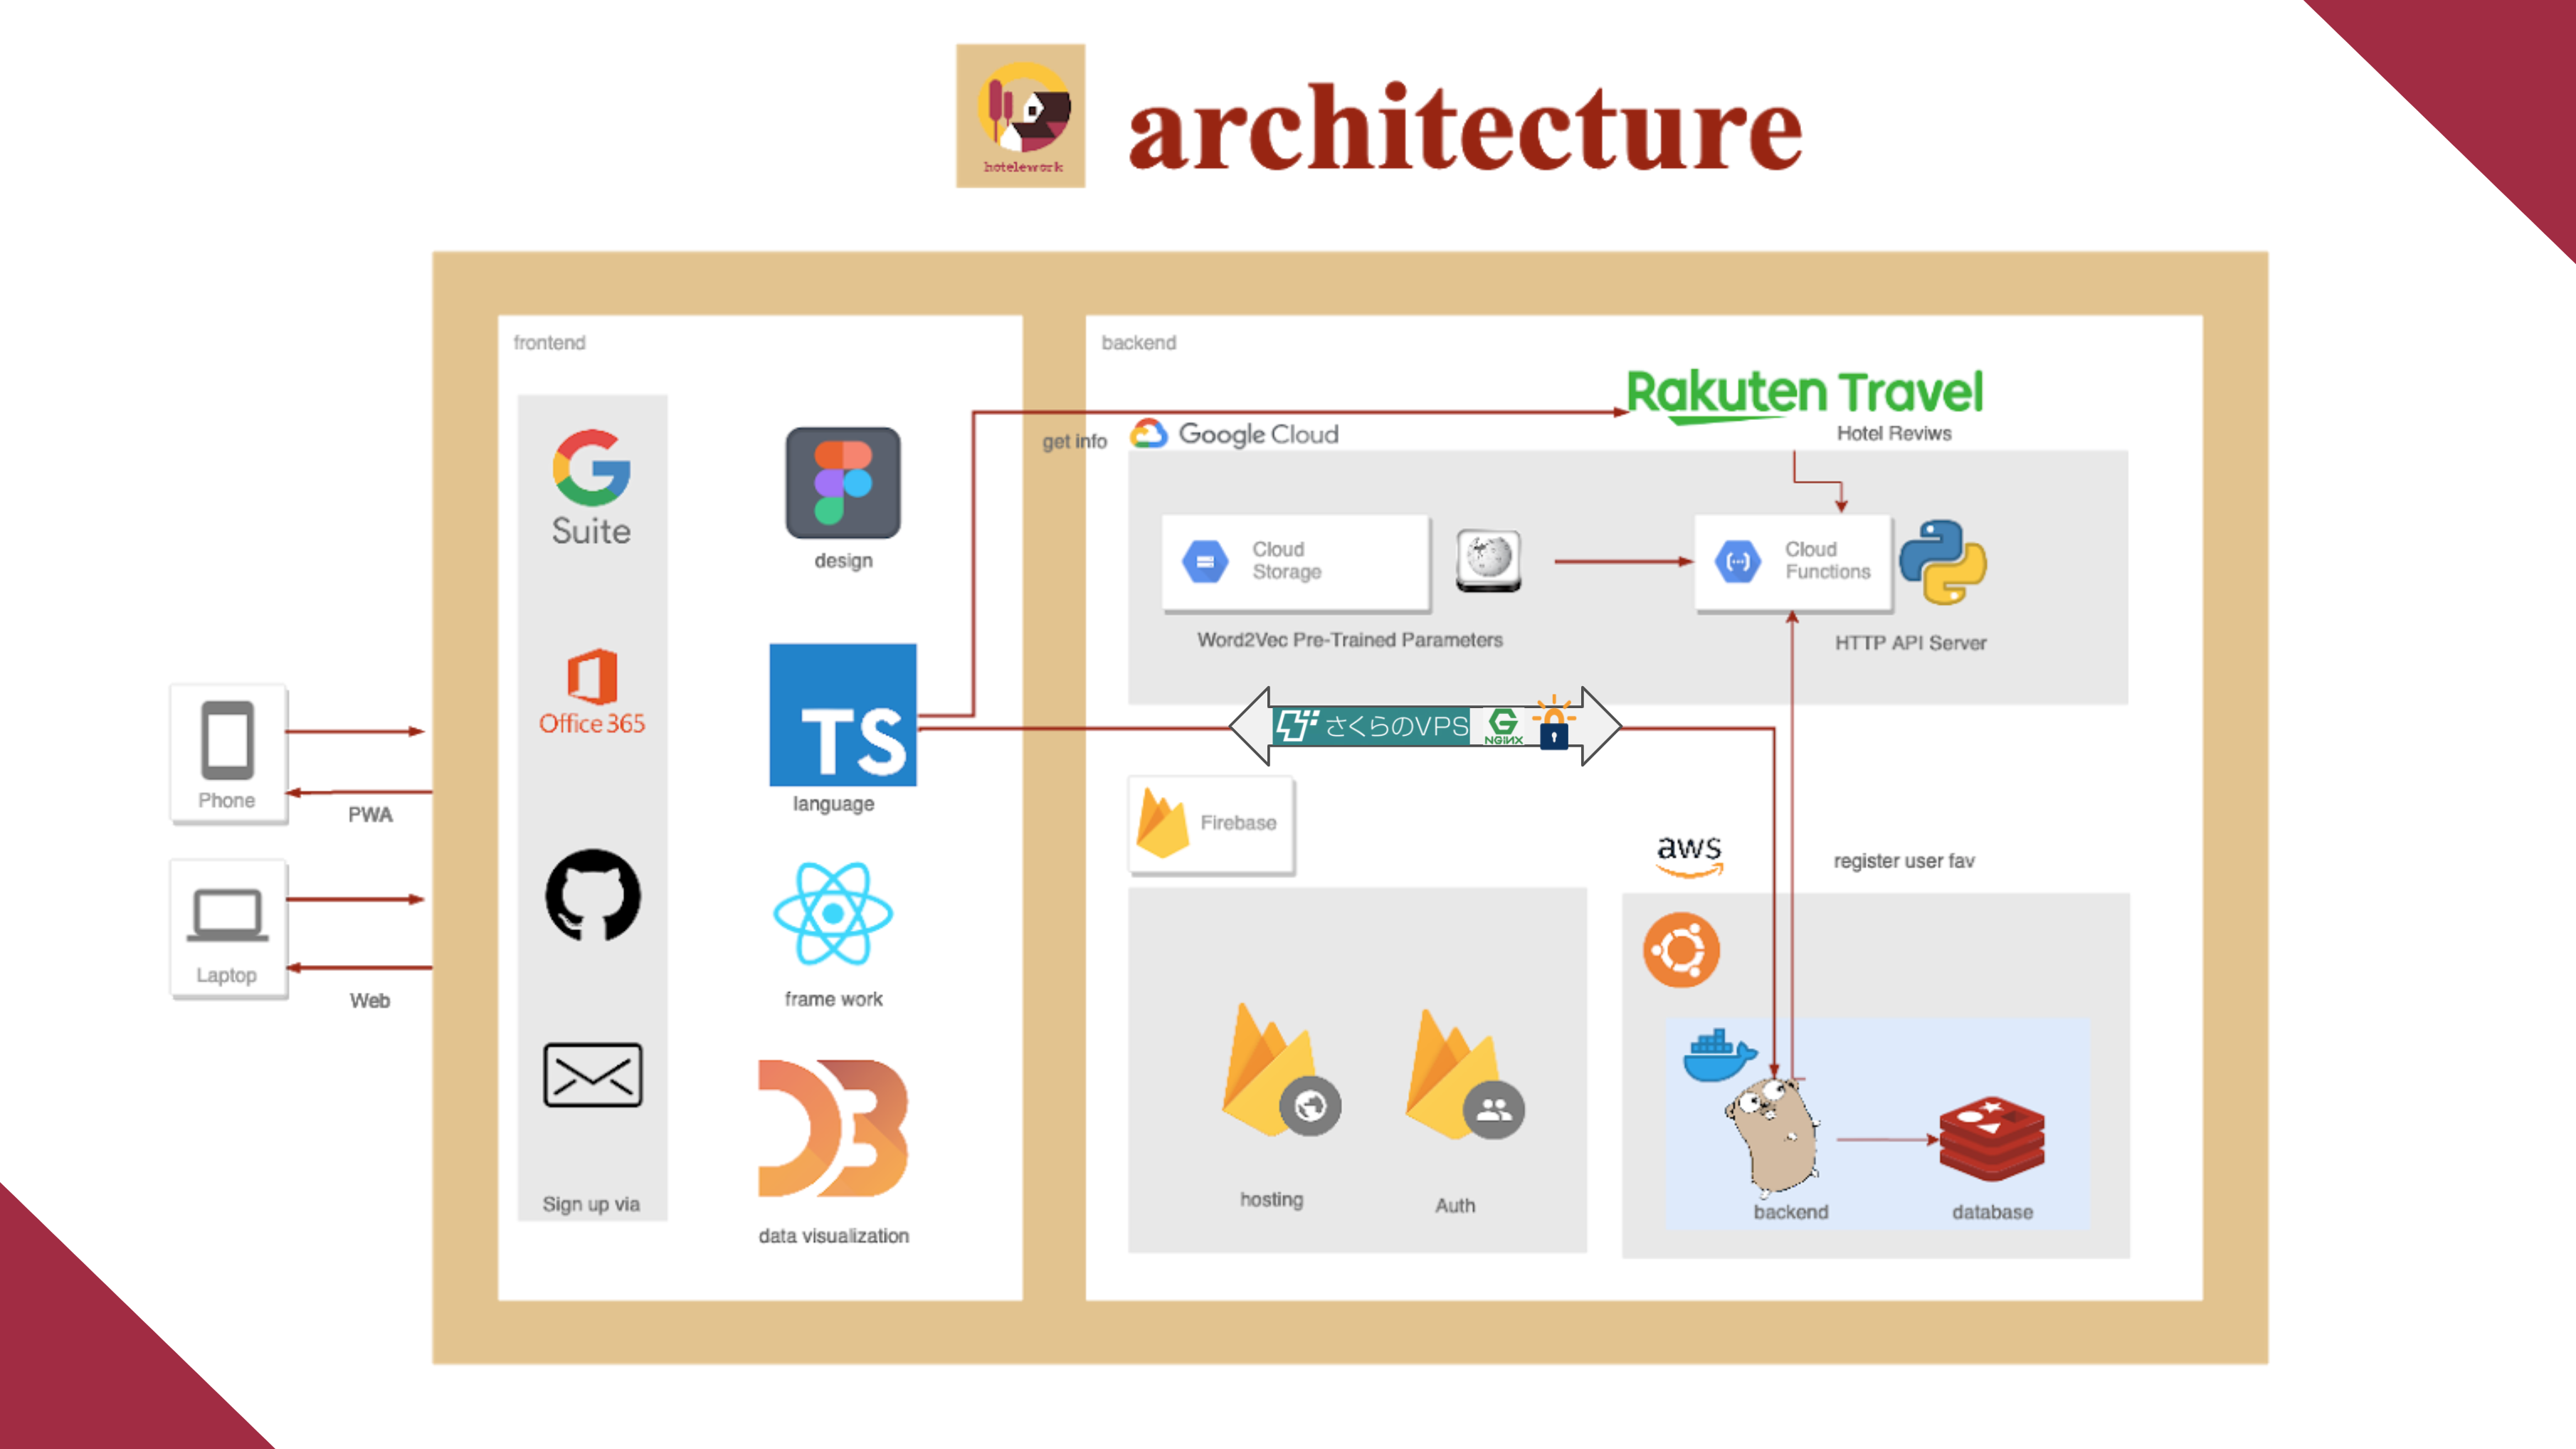 hotelework
architecture
frontend
G
Suite
Office 365
Sign up via
design
TS
language
frame work
data visualization
Phone
PWA
Laptop
Web
backend
get info
Google Cloud
Rakuten Travel
Hotel Reviws
Cloud
Storage
Word2Vec Pre-Trained Parameters
Cloud
Functions
HTTP API Server
さくらのVPS
NGINX
Firebase
hosting
Auth
aws
register user fav
backend
database